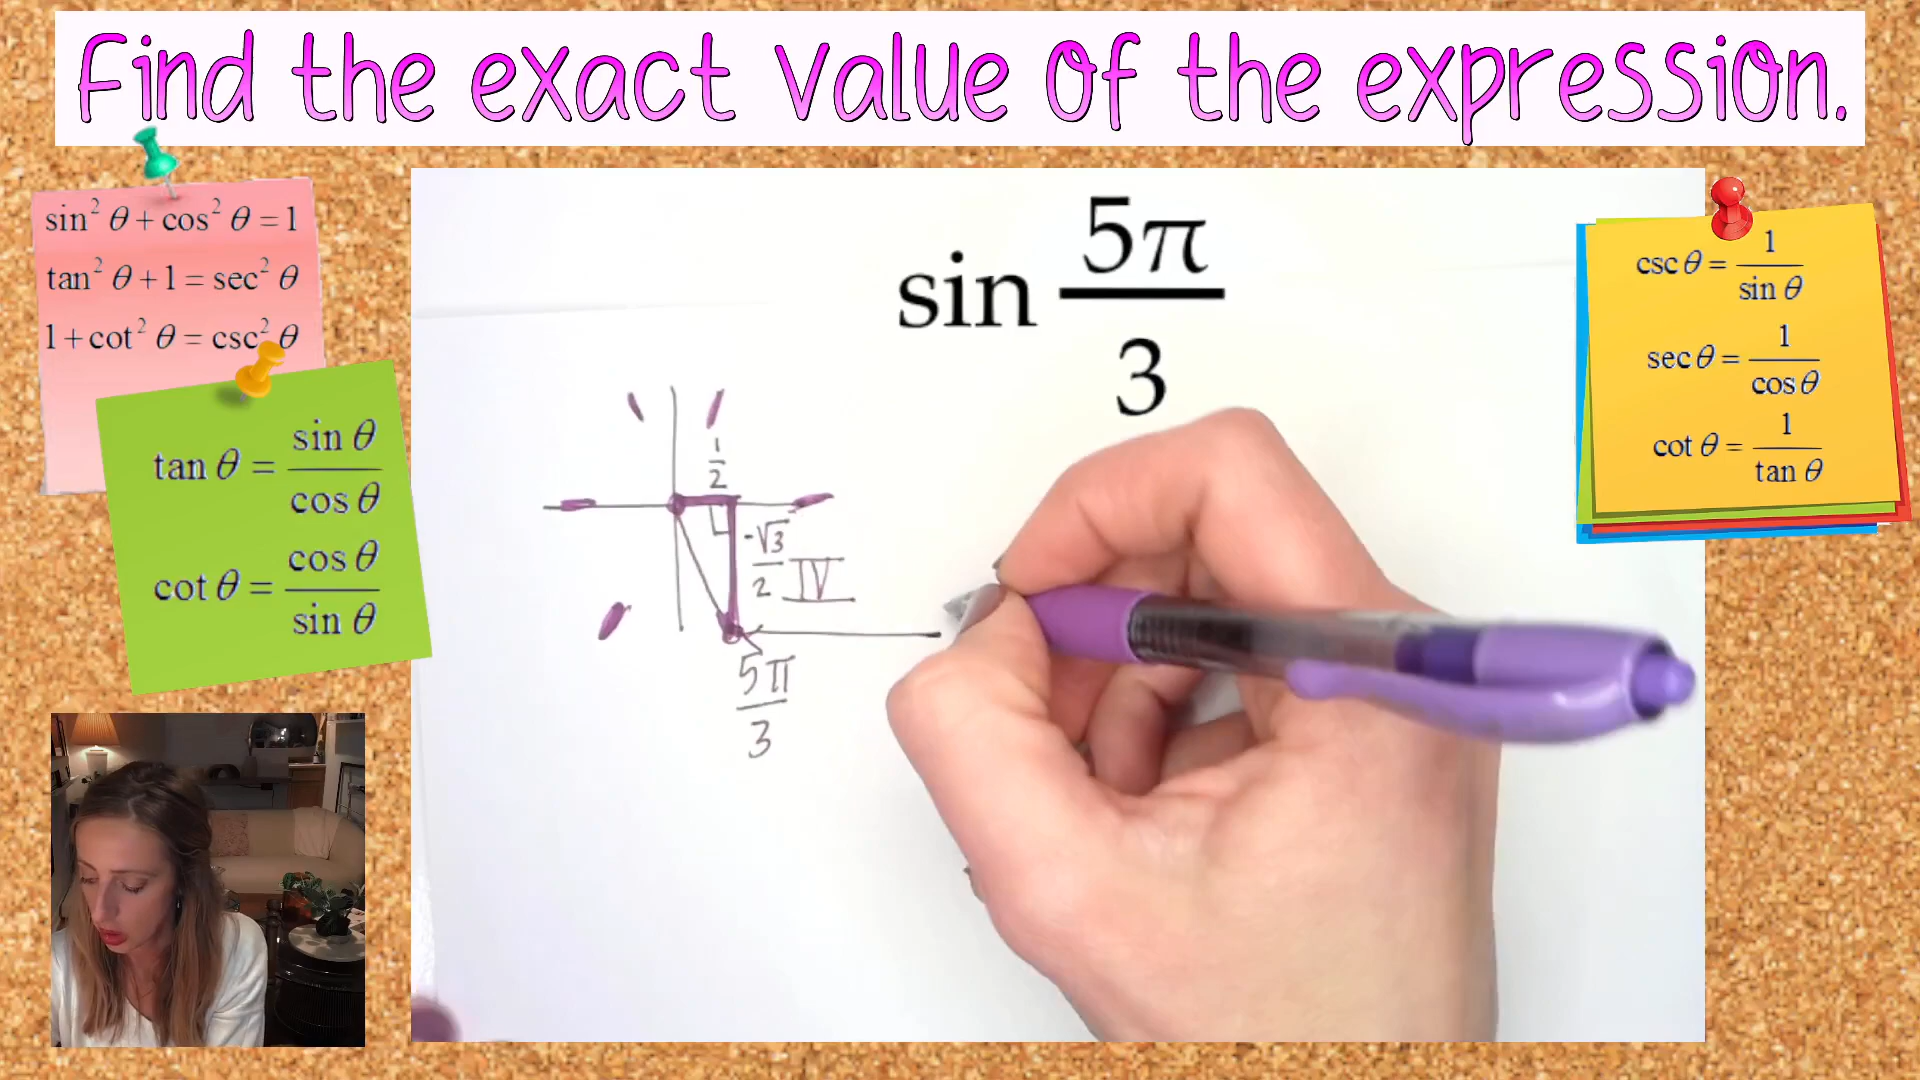 Find the exact value of the expression.
sin² θ + cos² θ = 1
tan² θ + 1 = sec² θ
1 + cot² θ = csc² θ
tan θ = sin θ / cos θ
cot θ = cos θ / sin θ
sin 5π / 3
1 / 2
-√3 / 2
IV
5π / 3
csc θ = 1 / sin θ
sec θ = 1 / cos θ
cot θ = 1 / tan θ